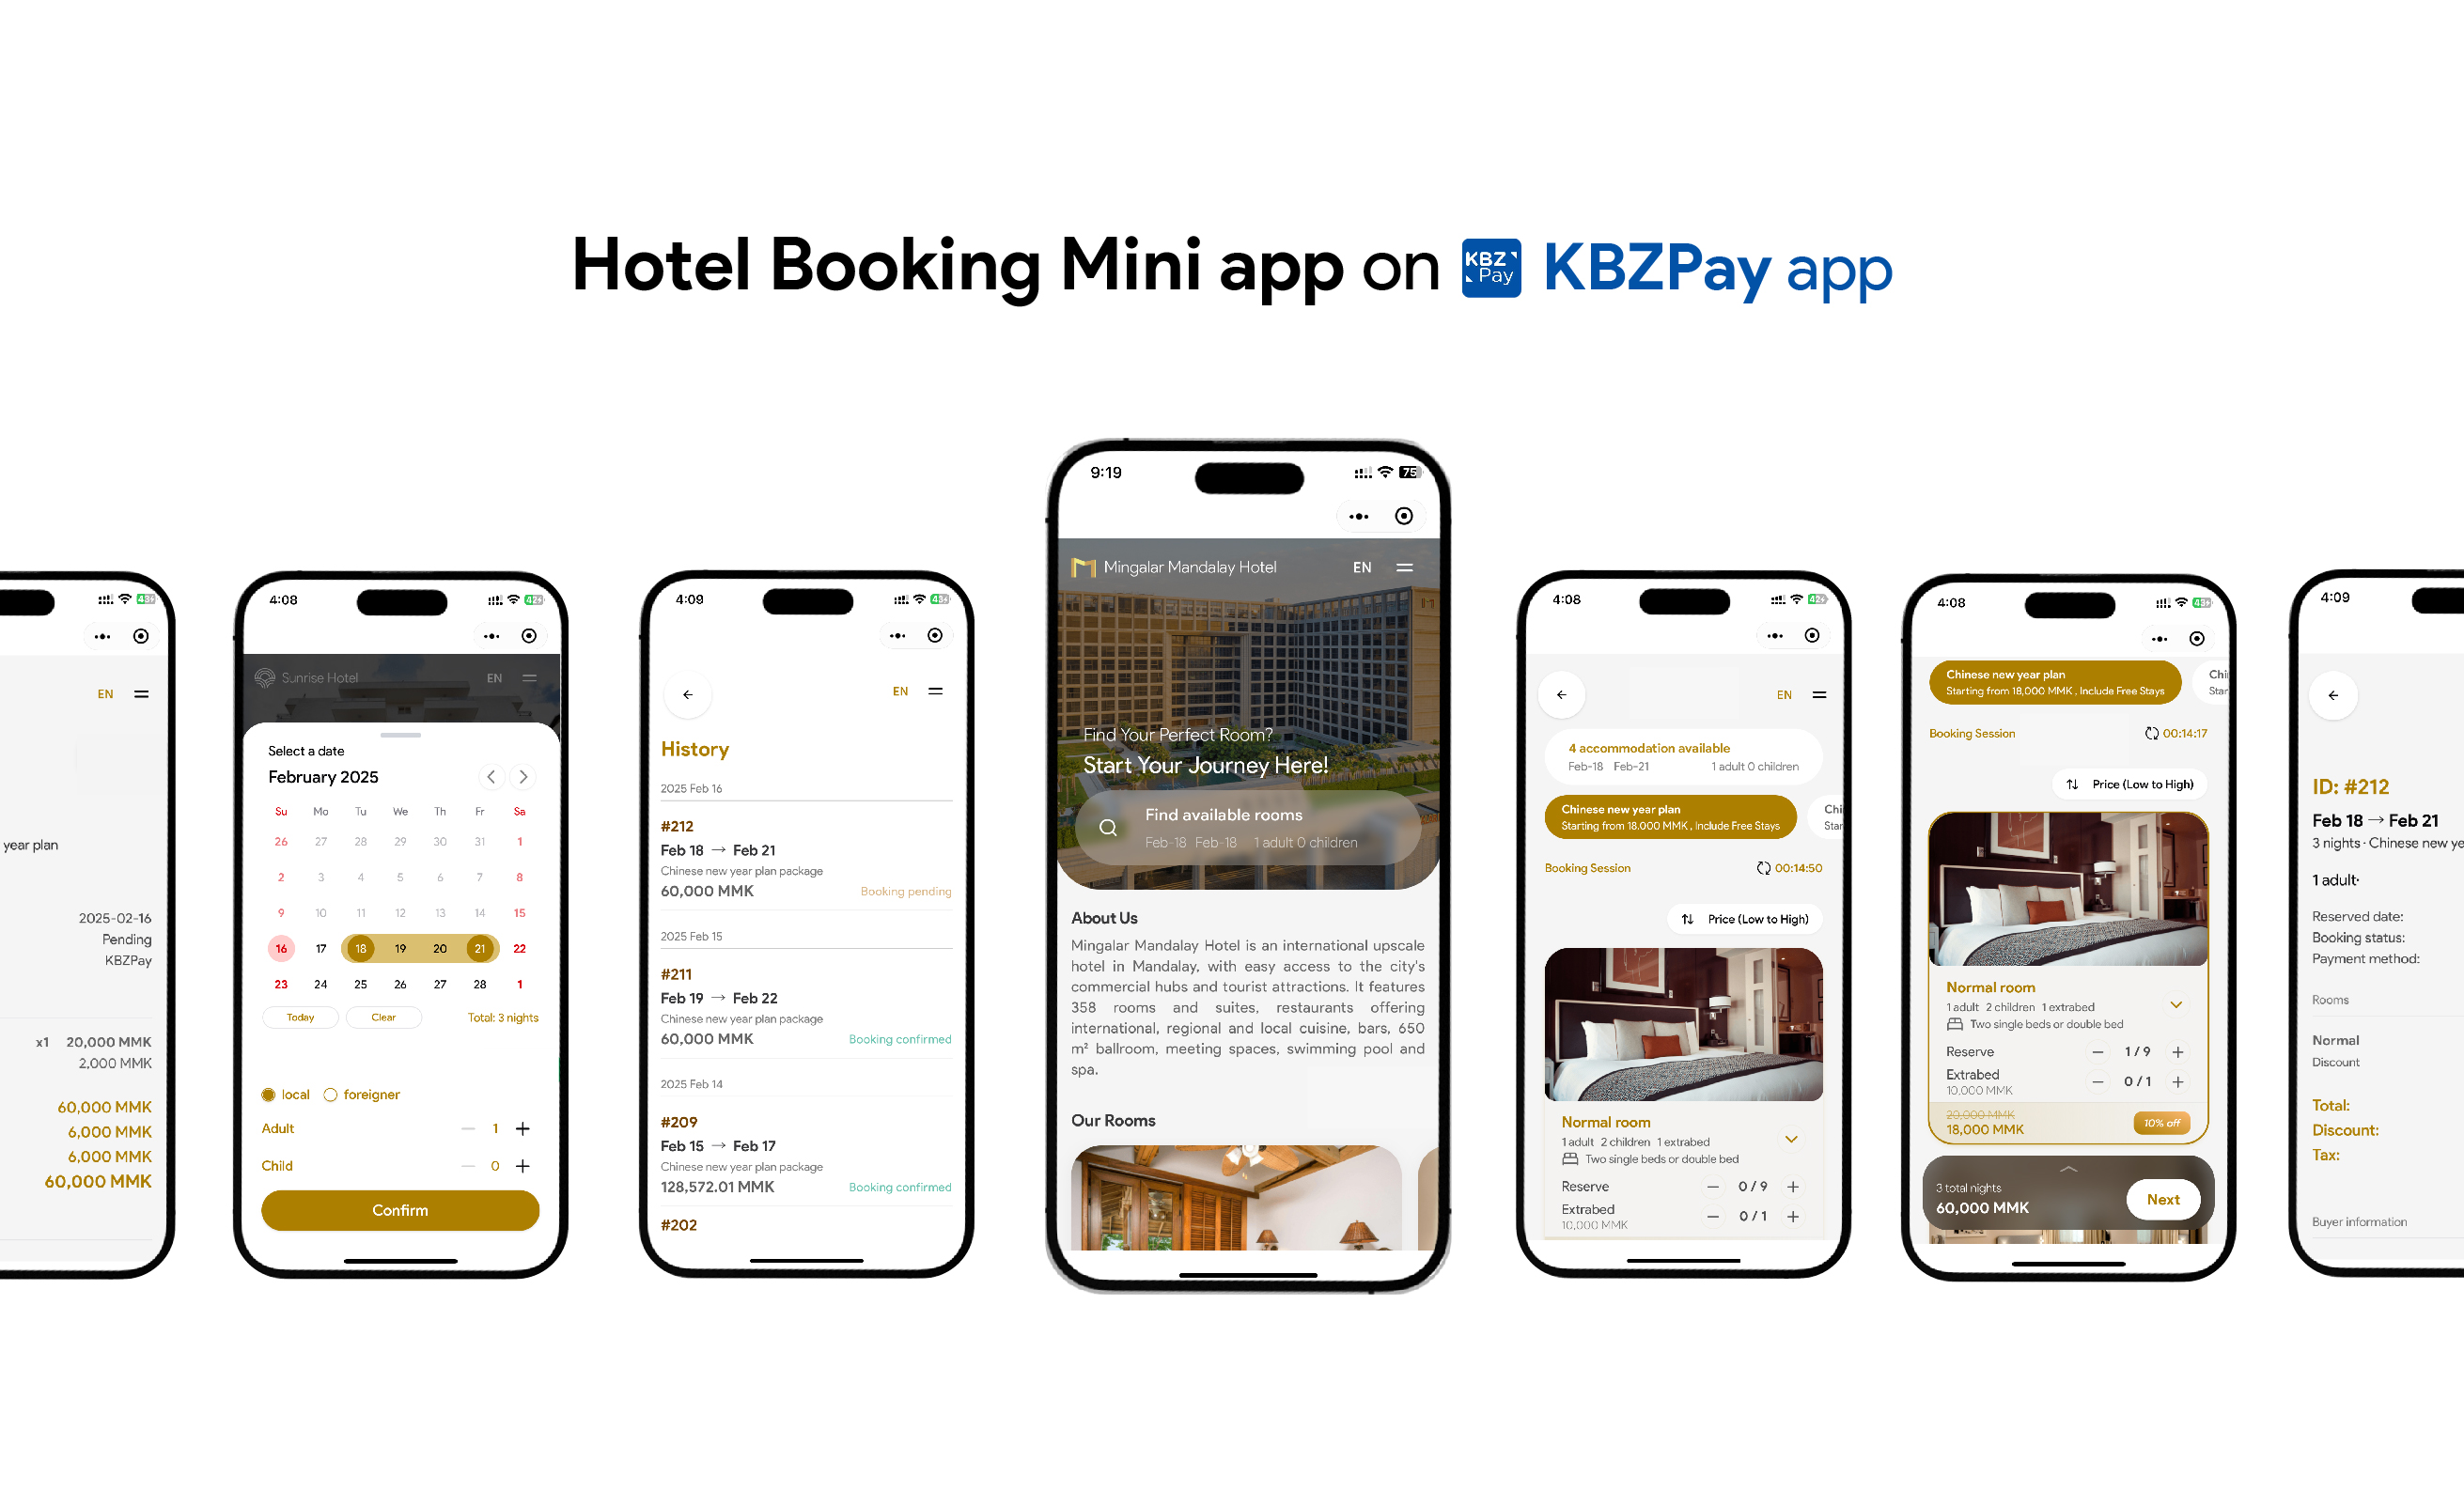 Hotel Booking Mini app on KBZ Pay KBZPay app
43
EN
year plan
2025-02-16
Pending
KBZPay
x1 20,000 MMK
2,000 MMK
60,000 MMK
6,000 MMK
6,000 MMK
60,000 MMK
4:08 42
Sunrise Hotel EN
Select a date
February 2025
Su Mo Tu We Th Fr Sa
26 27 28 29 30 31 1
2 3 4 5 6 7 8
9 10 11 12 13 14 15
16 17 18 19 20 21 22
23 24 25 26 27 28 1
Today Clear Total: 3 nights
local foreigner
Adult 1
Child 0
Confirm
4:09 43
EN
History
2025 Feb 16
#212
Feb 18 → Feb 21
Chinese new year plan package
60,000 MMK Booking pending
2025 Feb 15
#211
Feb 19 → Feb 22
Chinese new year plan package
60,000 MMK Booking confirmed
2025 Feb 14
#209
Feb 15 → Feb 17
Chinese new year plan package
128,572.01 MMK Booking confirmed
#202
9:19 75
Mingalar Mandalay Hotel EN
Find Your Perfect Room?
Start Your Journey Here!
Find available rooms
Feb-18 Feb-18 1 adult 0 children
About Us
Mingalar Mandalay Hotel is an international upscale
hotel in Mandalay, with easy access to the city's
commercial hubs and tourist attractions. It features
358 rooms and suites, restaurants offering
international, regional and local cuisine, bars, 650
m² ballroom, meeting spaces, swimming pool and
spa.
Our Rooms
4:08 42
EN
4 accommodation available
Feb-18 Feb-21 1 adult 0 children
Chinese new year plan Chi
Starting from 18,000 MMK , Include Free Stays Star
Booking Session 00:14:50
Price (Low to High)
Normal room
1 adult 2 children 1 extrabed
Two single beds or double bed
Reserve − 0 / 9 +
Extrabed − 0 / 1 +
10,000 MMK
4:08 43
Chinese new year plan Chi
Starting from 18,000 MMK , Include Free Stays Star
Booking Session 00:14:17
Price (Low to High)
Normal room
1 adult 2 children 1 extrabed
Two single beds or double bed
Reserve − 1 / 9 +
Extrabed − 0 / 1 +
10,000 MMK
20,000 MMK
18,000 MMK 10% off
3 total nights
60,000 MMK Next
4:09
ID: #212
Feb 18 → Feb 21
3 nights · Chinese new ye
1 adult·
Reserved date:
Booking status:
Payment method:
Rooms
Normal
Discount
Total:
Discount:
Tax:
Buyer information